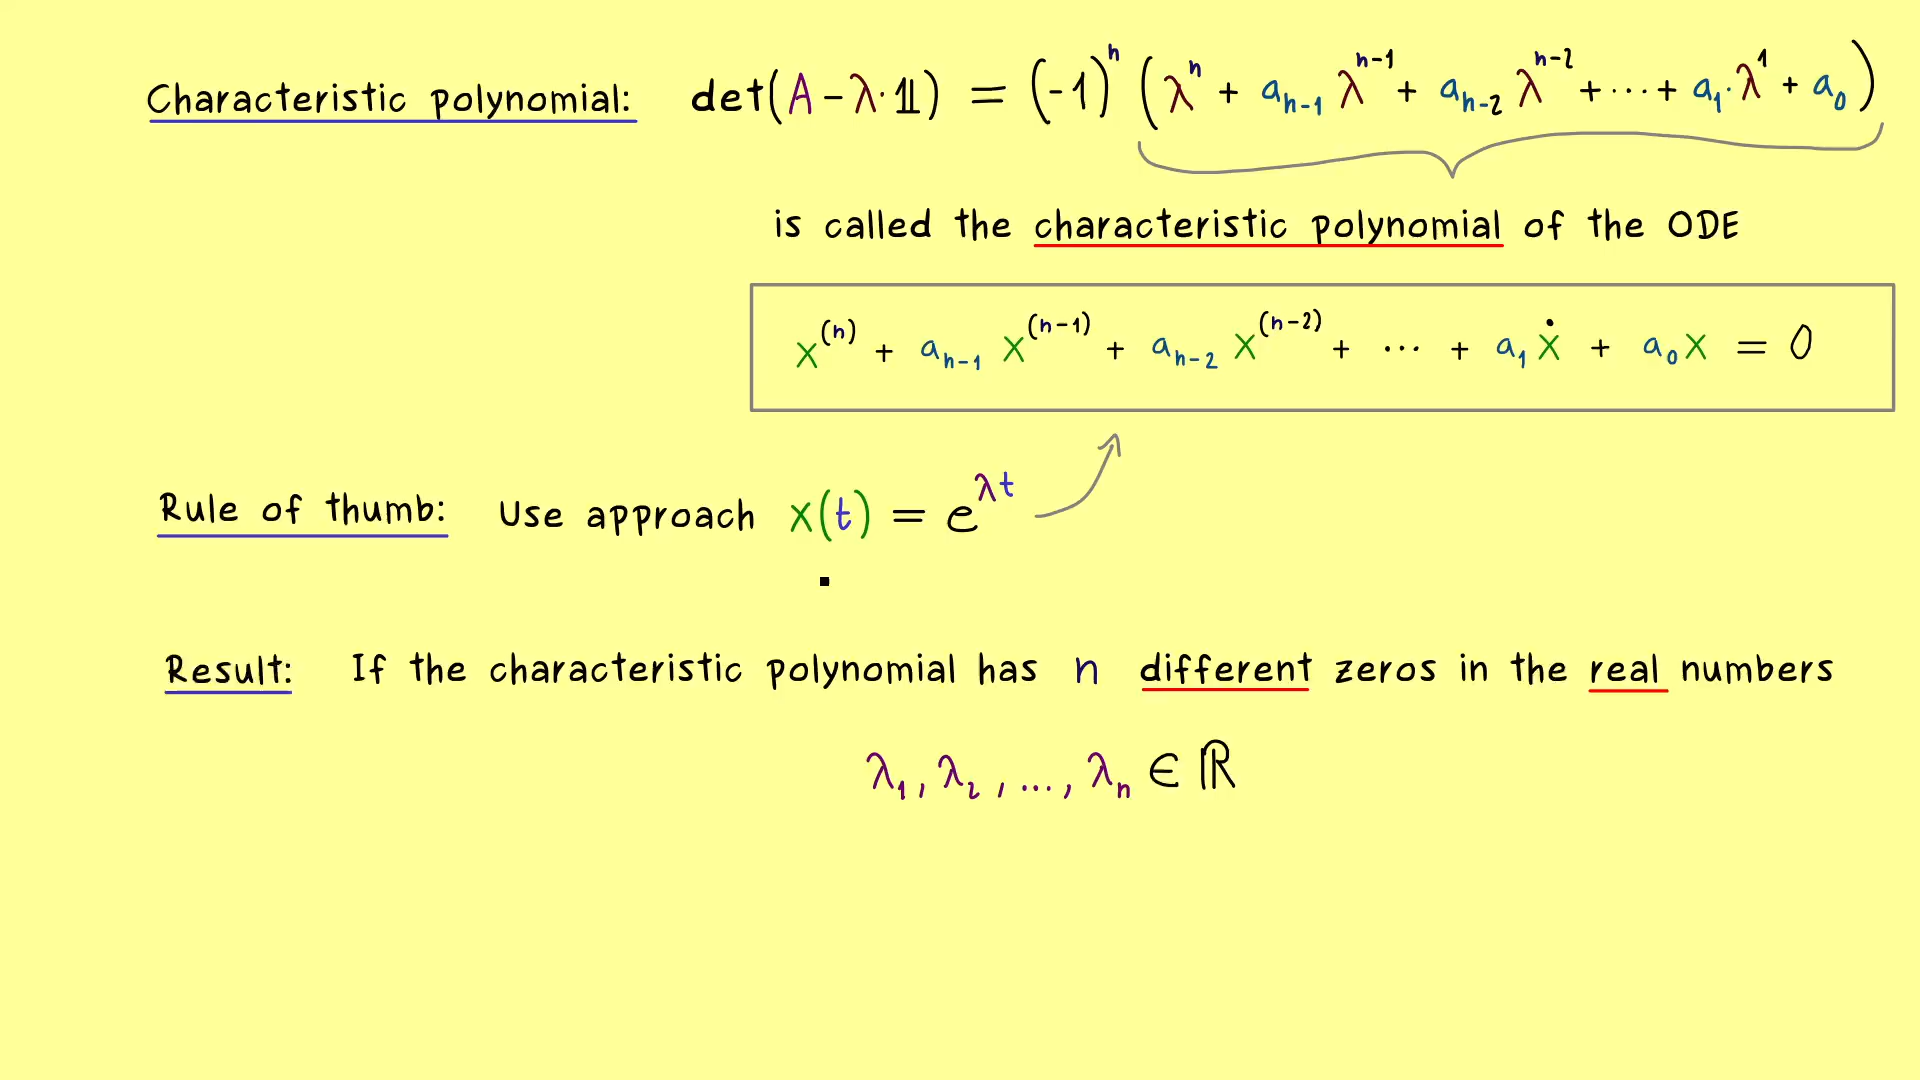 Characteristic polynomial: det(A − λ·𝟙) = (−1)ⁿ (λⁿ + aₙ₋₁ λⁿ⁻¹ + aₙ₋₂ λⁿ⁻² + ··· + a₁·λ¹ + a₀)
is called the characteristic polynomial of the ODE
x⁽ⁿ⁾ + aₙ₋₁ x⁽ⁿ⁻¹⁾ + aₙ₋₂ x⁽ⁿ⁻²⁾ + ··· + a₁ẋ + a₀x = 0
Rule of thumb: Use approach x(t) = e^λt
Result: If the characteristic polynomial has n different zeros in the real numbers
λ₁, λ₂, ..., λₙ ∈ ℝ